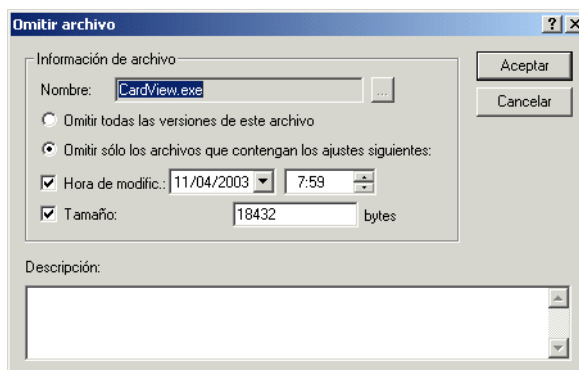 Omitir archivo
Información de archivo
Aceptar
Nombre: CardView.exe ...
Cancelar
Omitir todas las versiones de este archivo
Omitir sólo los archivos que contengan los ajustes siguientes:
Hora de modific.: 11/04/2003 7:59
Tamaño: 18432 bytes
Descripción: